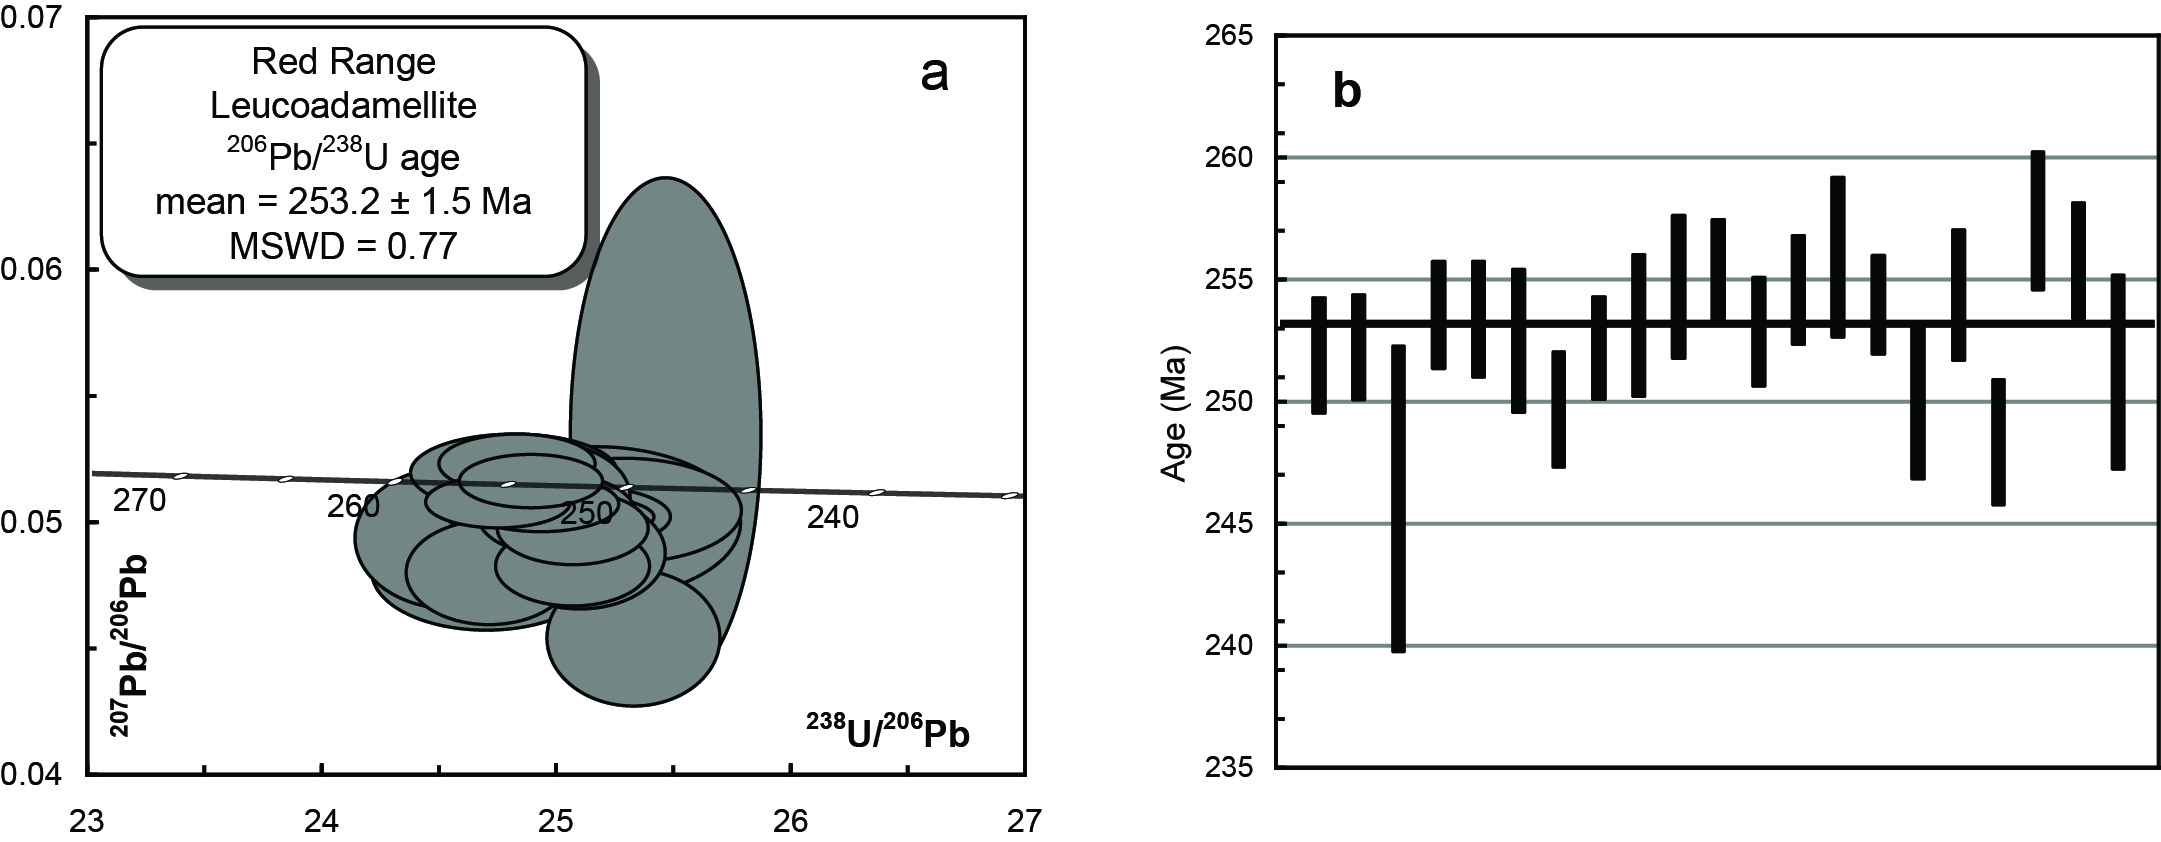 0.07
0.06
0.05
0.04
Red Range
Leucoadamellite
²⁰⁶Pb/²³⁸U age
mean = 253.2 ± 1.5 Ma
MSWD = 0.77
a
270
260
250
240
²⁰⁷Pb/²⁰⁶Pb
²³⁸U/²⁰⁶Pb
23
24
25
26
27
b
Age (Ma)
265
260
255
250
245
240
235